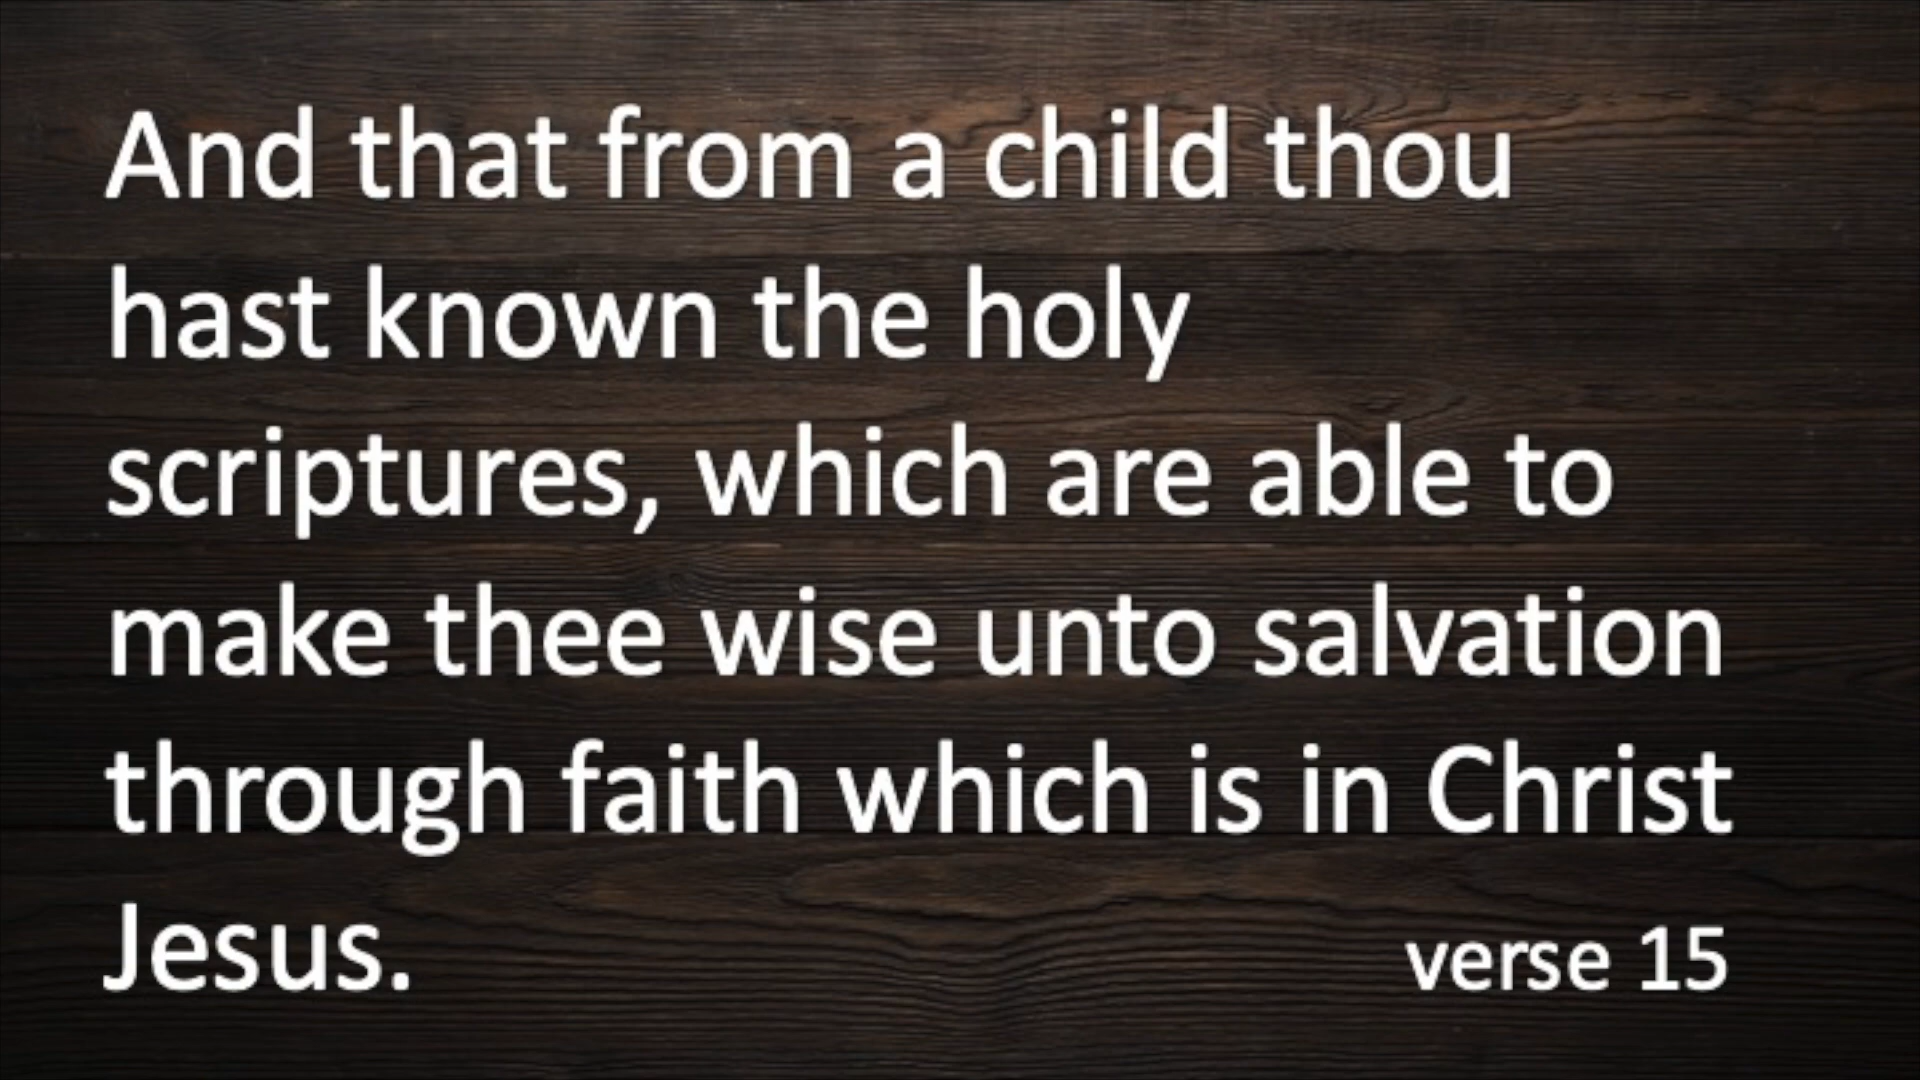 And that from a child thou
hast known the holy
scriptures, which are able to
make thee wise unto salvation
through faith which is in Christ
Jesus.
verse 15